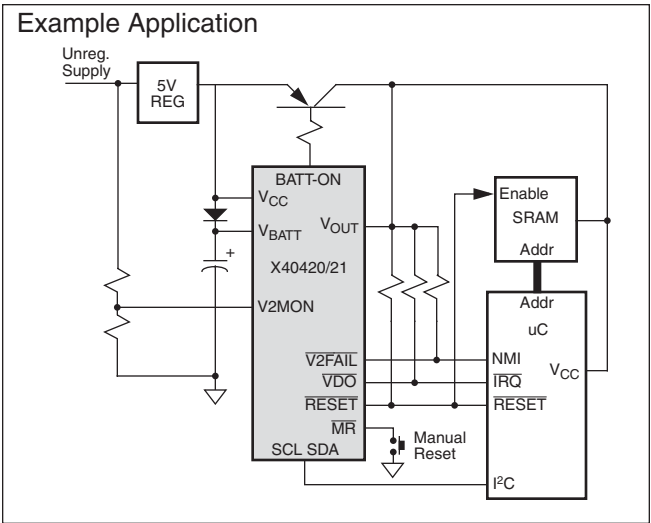 Example Application
Unreg.
Supply
5V
REG
BATT-ON
VCC
VBATT
VOUT
+
X40420/21
V2MON
V2FAIL
VDO
RESET
MR
SCL SDA
Manual
Reset
Enable
SRAM
Addr
Addr
uC
NMI
IRQ
RESET
VCC
I²C